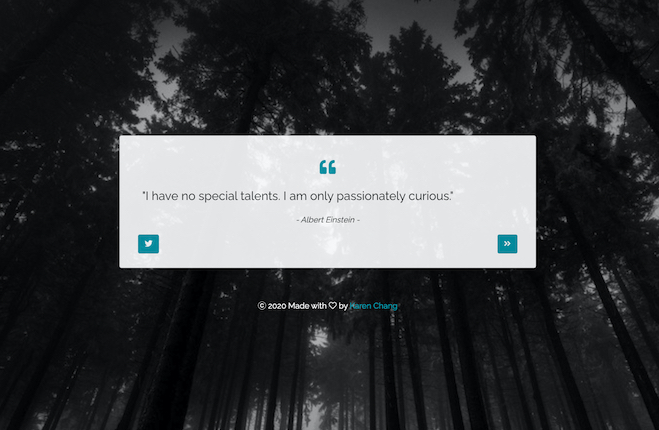 "I have no special talents. I am only passionately curious."
- Albert Einstein -
© 2020 Made with ♡ by Karen Chang